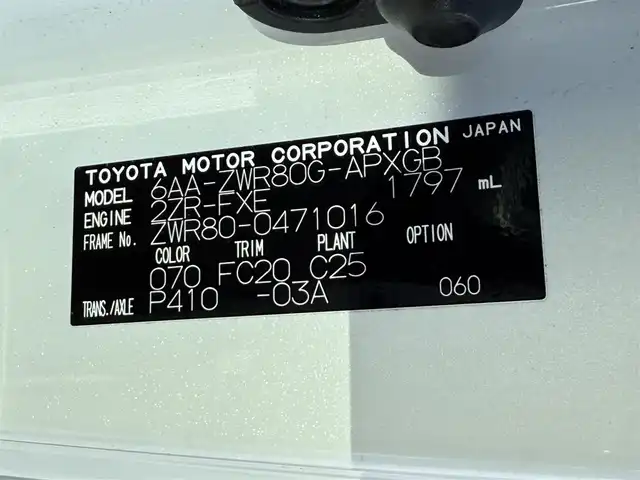 TOYOTA MOTOR CORPORATION JAPAN
MODEL 6AA-ZWR80G-APXGB
ENGINE 2ZR-FXE 1797 mL
FRAME No. ZWR80-0471016
COLOR TRIM PLANT OPTION
070 FC20 C25
TRANS./AXLE P410 -03A 060